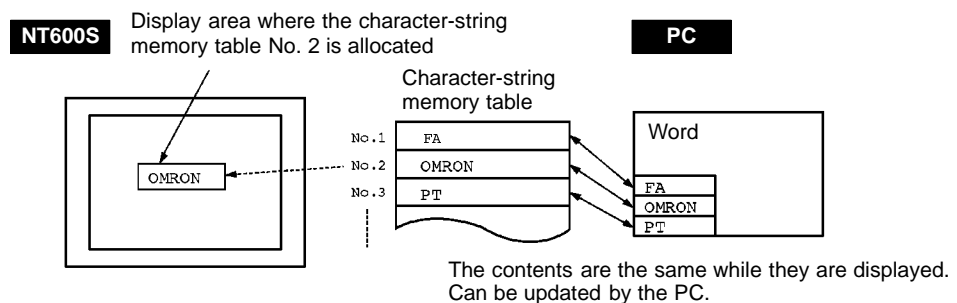 NT600S
Display area where the character-string
memory table No. 2 is allocated
PC
Character-string
memory table
Word
No.1 FA
No.2 OMRON
No.3 PT
OMRON
FA
OMRON
PT
The contents are the same while they are displayed.
Can be updated by the PC.